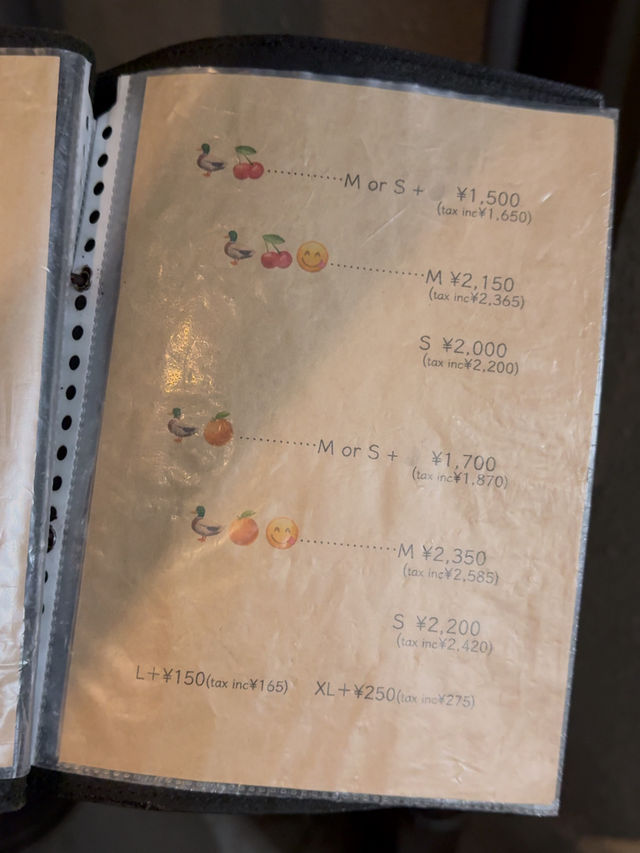 🦆🍒··········M or S + ¥1,500
(tax inc¥1,650)
🦆🍒😋··········M ¥2,150
(tax inc¥2,365)
S ¥2,000
(tax inc¥2,200)
🦆🍊·········M or S + ¥1,700
(tax inc¥1,870)
🦆🍊😋···········M ¥2,350
(tax inc¥2,585)
S ¥2,200
(tax inc¥2,420)
L+¥150(tax inc¥165) XL+¥250(tax inc¥275)